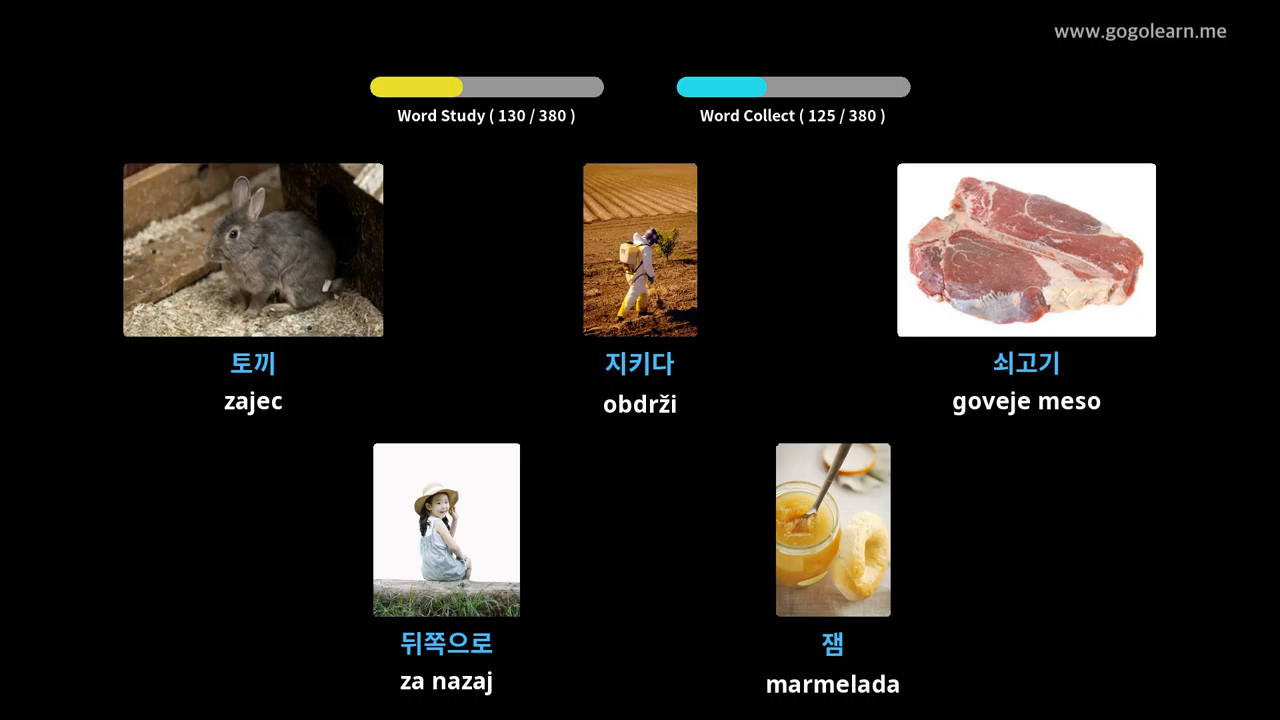 www.gogolearn.me
Word Study ( 130 / 380 )
Word Collect ( 125 / 380 )
토끼
지키다
쇠고기
zajec
obdrži
goveje meso
뒤쪽으로
잼
za nazaj
marmelada